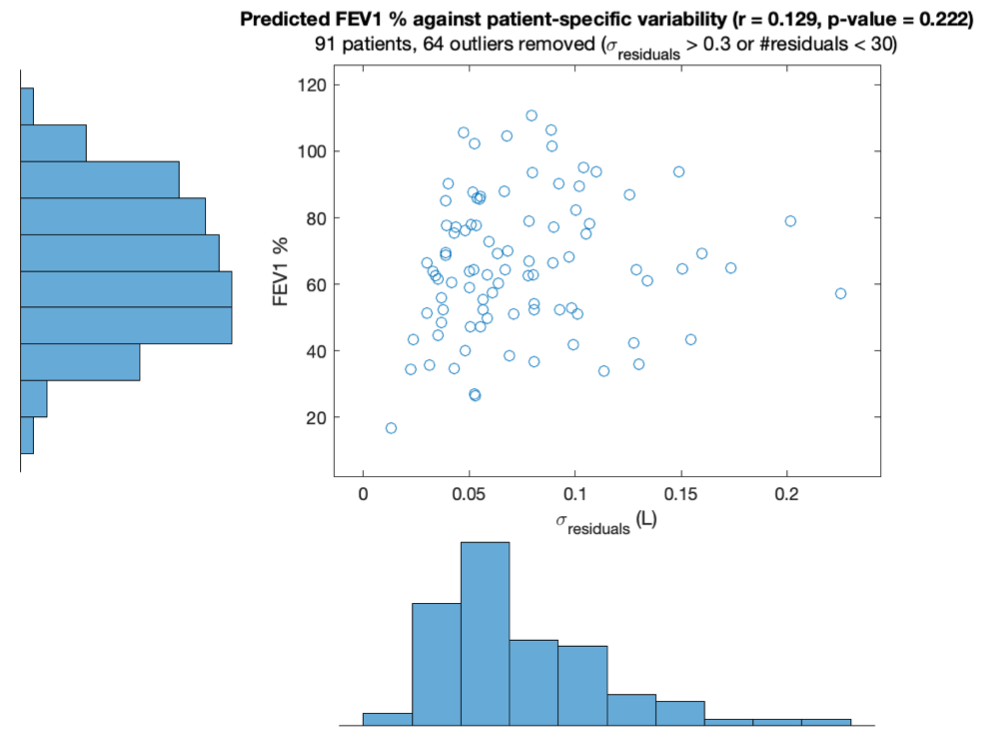 Predicted FEV1 % against patient-specific variability (r = 0.129, p-value = 0.222)
91 patients, 64 outliers removed (σresiduals > 0.3 or #residuals < 30)
120
100
80
60
40
20
FEV1 %
0 0.05 0.1 0.15 0.2
σresiduals (L)